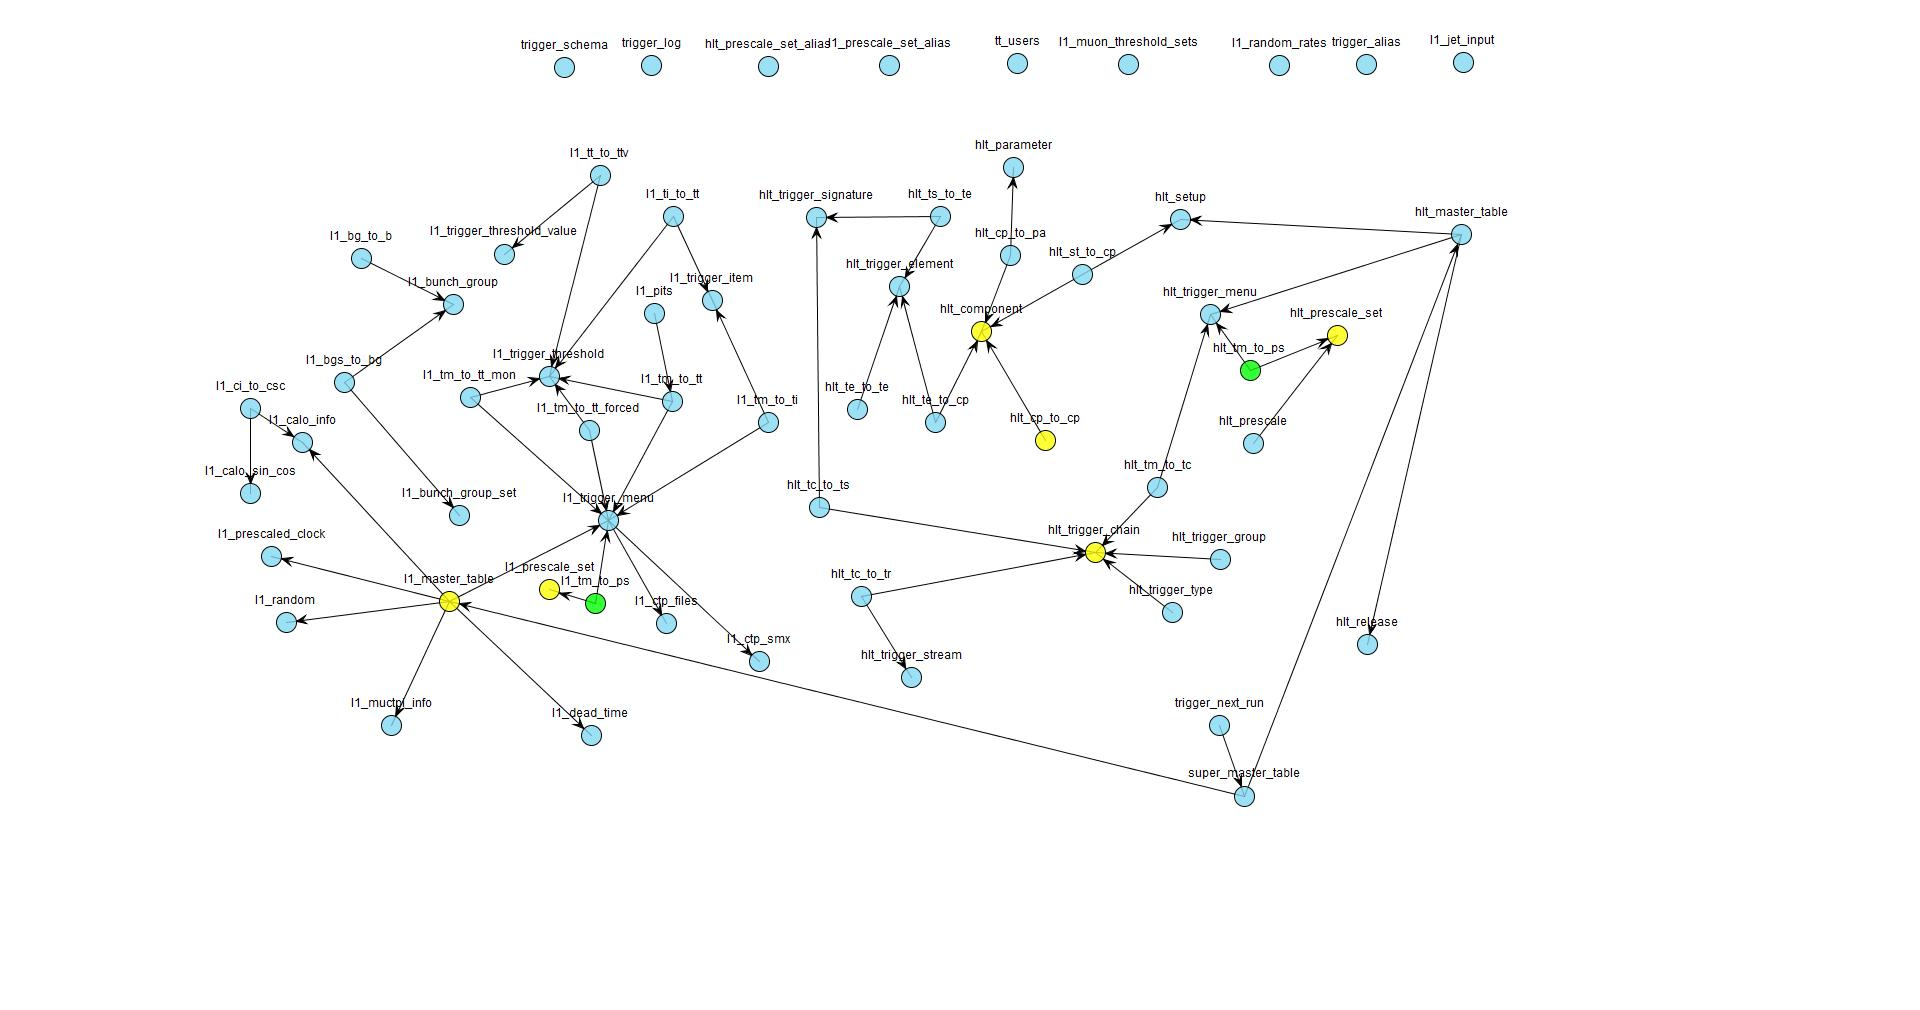 trigger_schema
trigger_log
hlt_prescale_set_alias
l1_prescale_set_alias
tt_users
l1_muon_threshold_sets
l1_random_rates
trigger_alias
l1_jet_input
l1_tt_to_ttv
hlt_parameter
l1_ti_to_tt
hlt_trigger_signature
hlt_ts_to_te
hlt_setup
hlt_master_table
l1_bg_to_b
l1_trigger_threshold_value
hlt_cp_to_pa
hlt_st_to_cp
hlt_trigger_element
l1_bunch_group
l1_trigger_item
l1_pits
hlt_trigger_menu
hlt_component
hlt_prescale_set
l1_bgs_to_bg
l1_trigger_threshold
hlt_tm_to_ps
l1_ci_to_csc
l1_tm_to_tt_mon
l1_tm_to_tt
hlt_te_to_te
l1_tm_to_tt_forced
l1_tm_to_ti
hlt_te_to_cp
l1_calo_info
hlt_cp_to_cp
hlt_prescale
l1_calo_sin_cos
hlt_tm_to_tc
l1_bunch_group_set
l1_trigger_menu
hlt_tc_to_ts
l1_prescaled_clock
hlt_trigger_chain
hlt_trigger_group
l1_prescale_set
l1_master_table
l1_tm_to_ps
hlt_tc_to_tr
hlt_trigger_type
l1_random
l1_ctp_files
hlt_release
l1_ctp_smx
hlt_trigger_stream
l1_muctpi_info
l1_dead_time
trigger_next_run
super_master_table